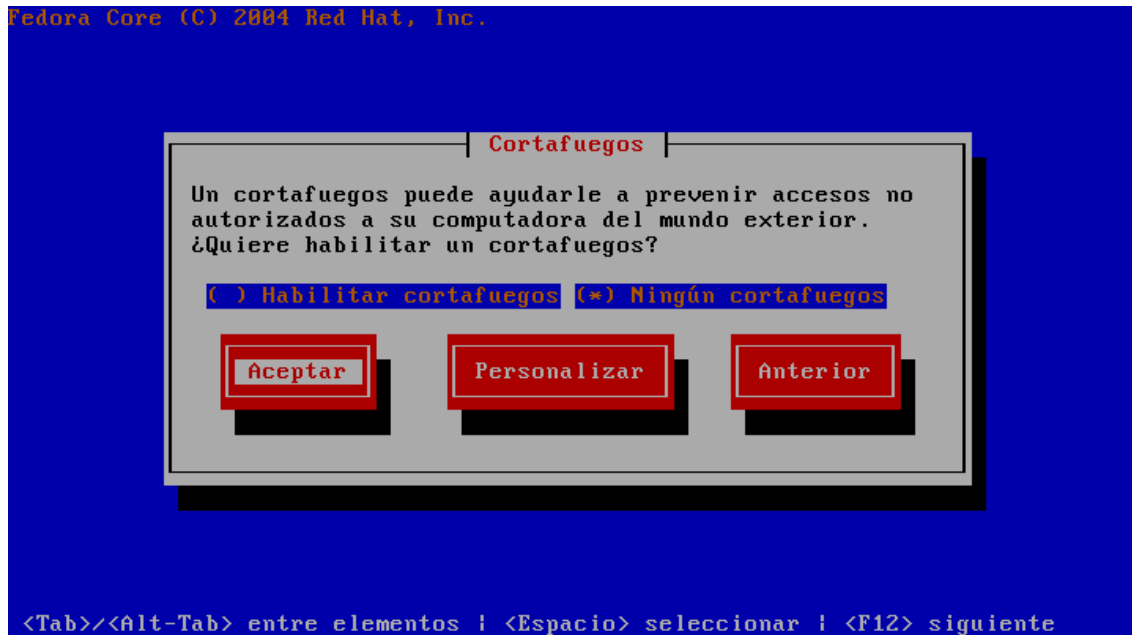 Fedora Core (C) 2004 Red Hat, Inc.
Cortafuegos
Un cortafuegos puede ayudarle a prevenir accesos no
autorizados a su computadora del mundo exterior.
¿Quiere habilitar un cortafuegos?
( ) Habilitar cortafuegos (*) Ningún cortafuegos
Aceptar Personalizar Anterior
<Tab>/<Alt-Tab> entre elementos | <Espacio> seleccionar | <F12> siguiente